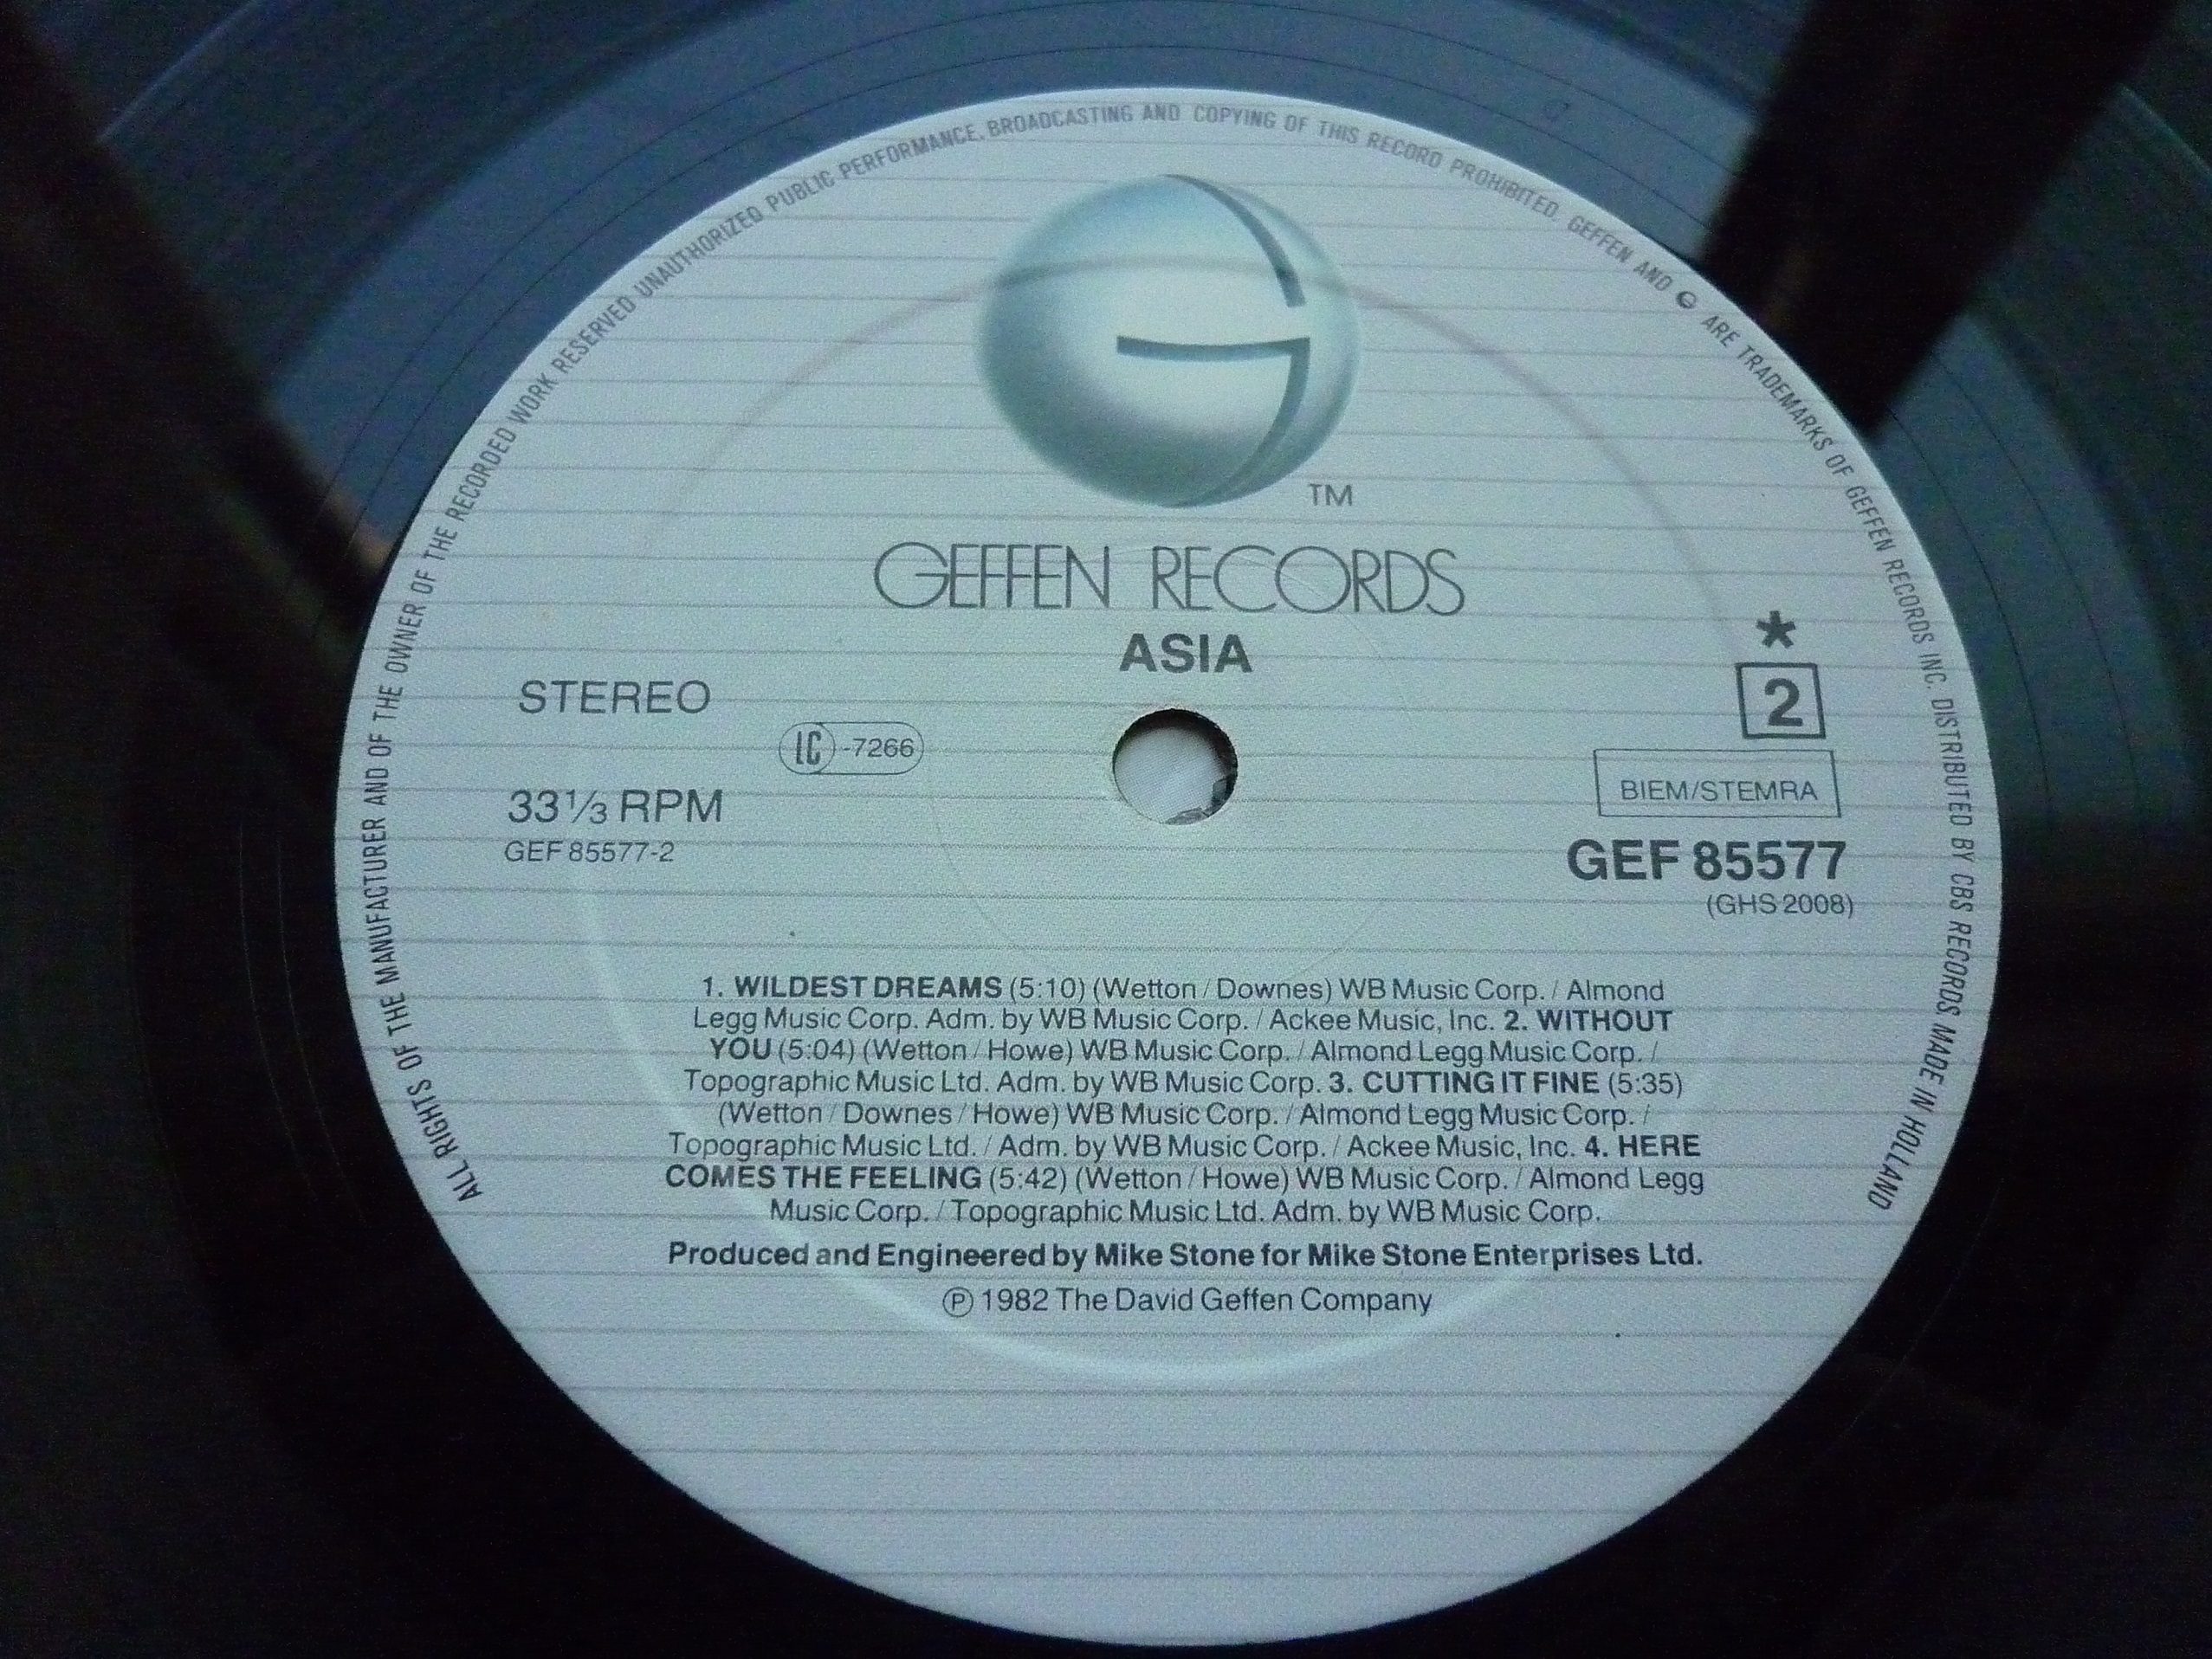 ALL RIGHTS OF THE MANUFACTURER AND OF THE OWNER OF THE RECORDED WORK RESERVED UNAUTHORIZED PUBLIC PERFORMANCE, BROADCASTING AND COPYING OF THIS RECORD PROHIBITED. GEFFEN AND G ARE TRADEMARKS OF GEFFEN RECORDS INC. DISTRIBUTED BY CBS RECORDS MADE IN HOLLAND
TM
GEFFEN RECORDS
ASIA
STEREO
LC -7266
33⅓ RPM
GEF 85577-2
*
2
BIEM/STEMRA
GEF 85577
(GHS 2008)
1. WILDEST DREAMS (5:10) (Wetton / Downes) WB Music Corp. / Almond
Legg Music Corp. Adm. by WB Music Corp. / Ackee Music, Inc. 2. WITHOUT
YOU (5:04) (Wetton / Howe) WB Music Corp. / Almond Legg Music Corp. /
Topographic Music Ltd. Adm. by WB Music Corp. 3. CUTTING IT FINE (5:35)
(Wetton / Downes / Howe) WB Music Corp. / Almond Legg Music Corp. /
Topographic Music Ltd. / Adm. by WB Music Corp. / Ackee Music, Inc. 4. HERE
COMES THE FEELING (5:42) (Wetton / Howe) WB Music Corp. / Almond Legg
Music Corp. / Topographic Music Ltd. Adm. by WB Music Corp.
Produced and Engineered by Mike Stone for Mike Stone Enterprises Ltd.
Ⓟ 1982 The David Geffen Company